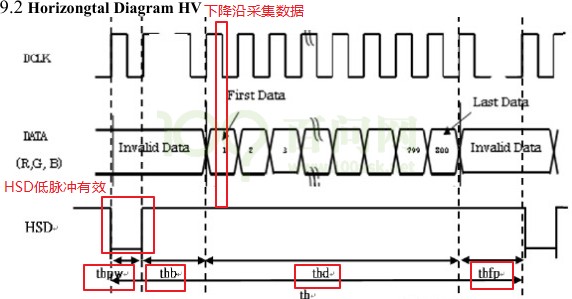 9.2 Horizongtal Diagram HV 下降沿采集数据
DCLK
First Data
Last Data
DATA
(R,G, B)
Invalid Data 1 2 3 799 800 Invalid Data
HSD低脉冲有效
HSD
thpw thb thd thfp
th